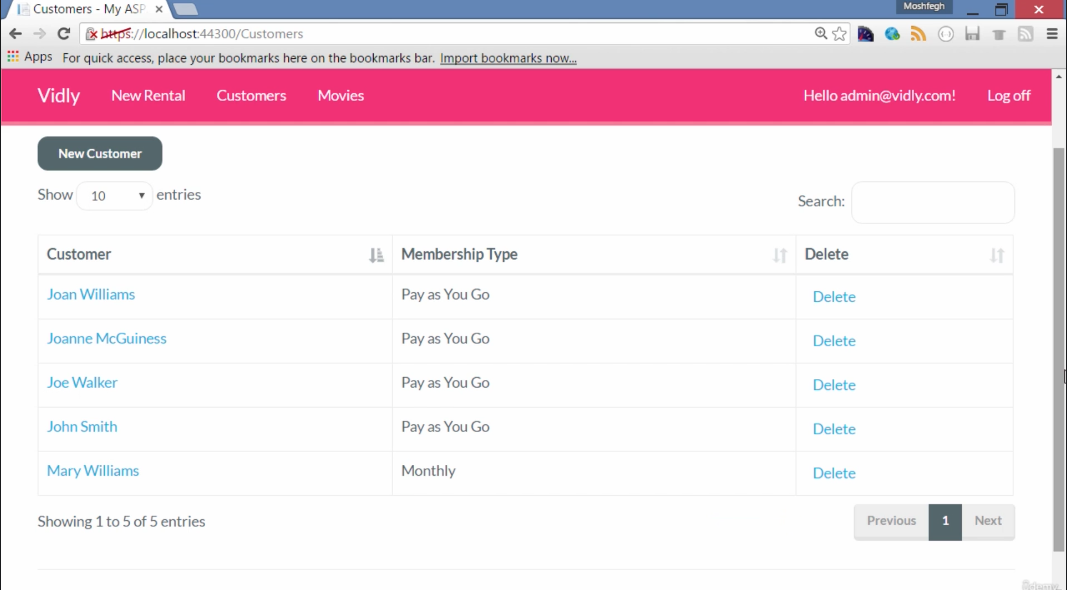 Customers - My ASP
Moshfegh
https://localhost:44300/Customers
Apps For quick access, place your bookmarks here on the bookmarks bar. Import bookmarks now...
Vidly New Rental Customers Movies Hello admin@vidly.com! Log off
New Customer
Show 10 entries
Search:
Customer Membership Type Delete
Joan Williams Pay as You Go Delete
Joanne McGuiness Pay as You Go Delete
Joe Walker Pay as You Go Delete
John Smith Pay as You Go Delete
Mary Williams Monthly Delete
Showing 1 to 5 of 5 entries
Previous 1 Next